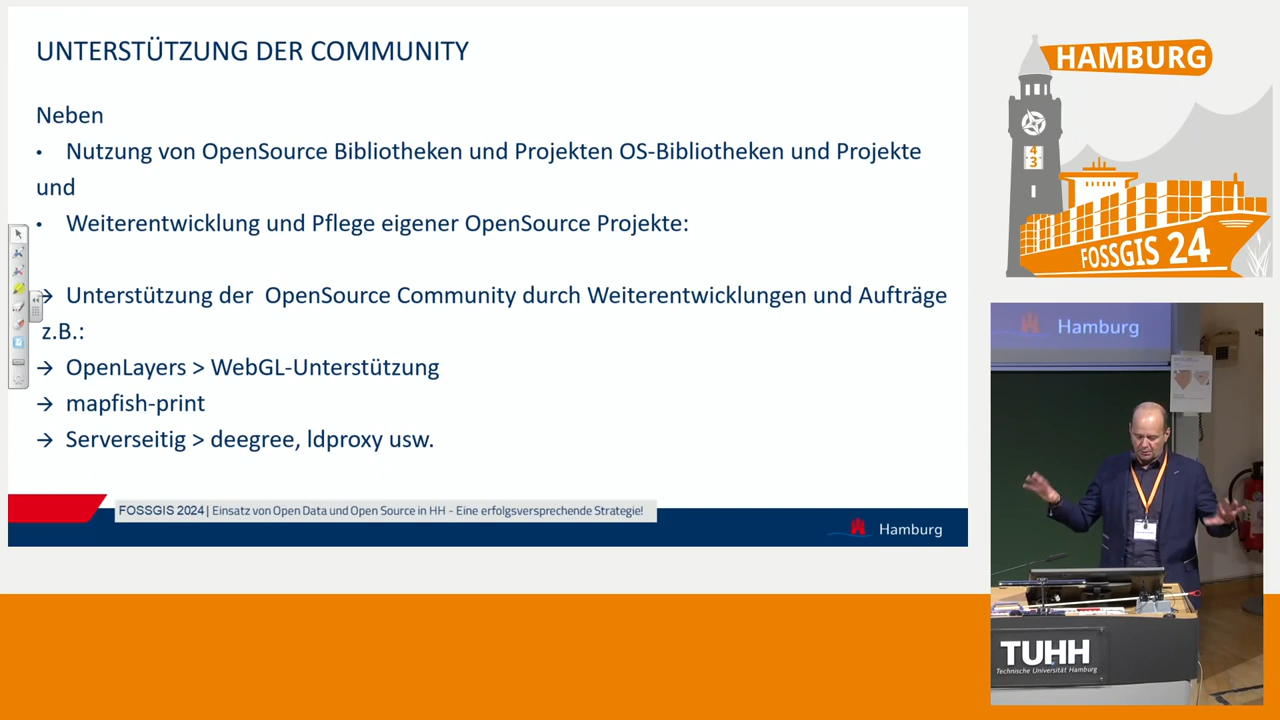 UNTERSTÜTZUNG DER COMMUNITY
Neben
• Nutzung von OpenSource Bibliotheken und Projekten OS-Bibliotheken und Projekte
und
• Weiterentwicklung und Pflege eigener OpenSource Projekte:
→ Unterstützung der OpenSource Community durch Weiterentwicklungen und Aufträge
z.B.:
→ OpenLayers > WebGL-Unterstützung
→ mapfish-print
→ Serverseitig > deegree, ldproxy usw.
FOSSGIS 2024 | Einsatz von Open Data und Open Source in HH - Eine erfolgsversprechende Strategie!
Hamburg
HAMBURG
4
3
FOSSGIS 24
Hamburg
TUHH
Technische Universität Hamburg